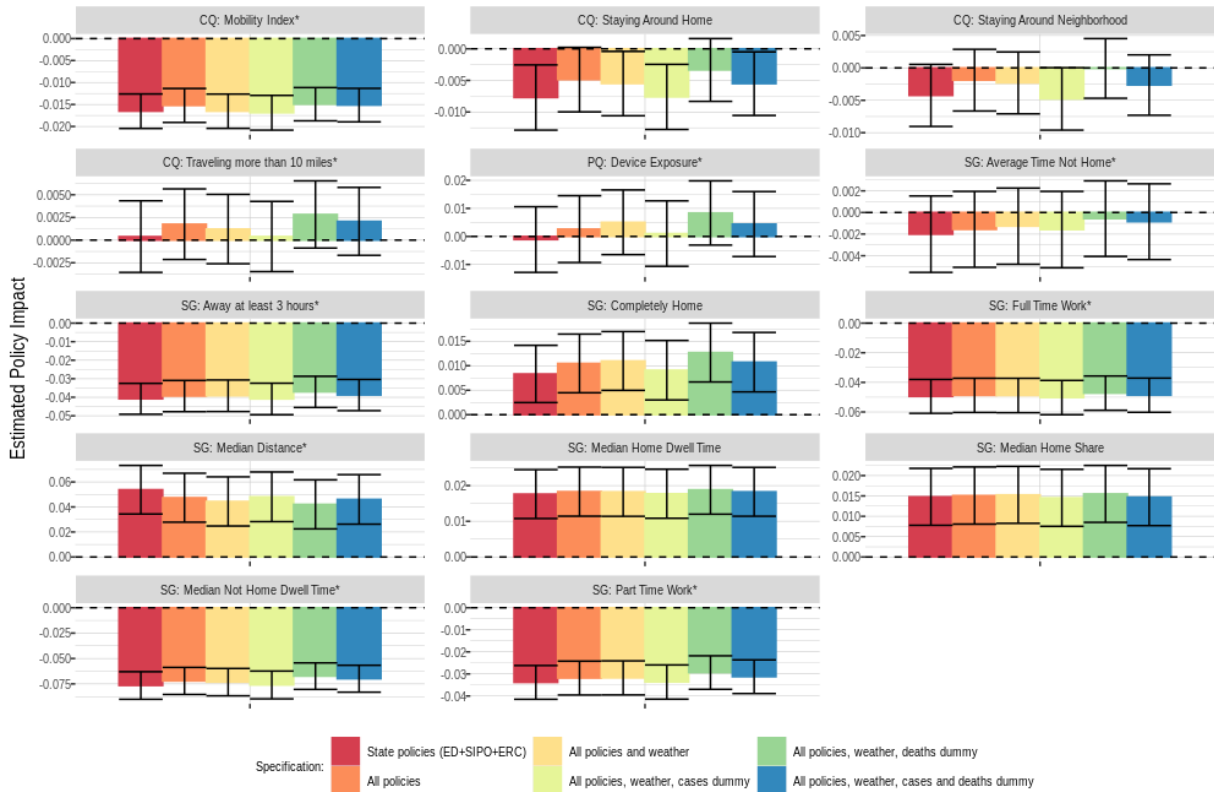 CQ: Mobility Index*
CQ: Staying Around Home
CQ: Staying Around Neighborhood
0.000
-0.005
-0.010
-0.015
-0.020
0.000
-0.005
-0.010
0.005
0.000
-0.005
-0.010
CQ: Traveling more than 10 miles*
PQ: Device Exposure*
SG: Average Time Not Home*
0.0050
0.0025
0.0000
-0.0025
0.02
0.01
0.00
-0.01
0.002
0.000
-0.002
-0.004
Estimated Policy Impact
SG: Away at least 3 hours*
SG: Completely Home
SG: Full Time Work*
0.00
-0.01
-0.02
-0.03
-0.04
-0.05
0.015
0.010
0.005
0.000
0.00
-0.02
-0.04
-0.06
SG: Median Distance*
SG: Median Home Dwell Time
SG: Median Home Share
0.06
0.04
0.02
0.00
0.02
0.01
0.00
0.020
0.015
0.010
0.005
0.000
SG: Median Not Home Dwell Time*
SG: Part Time Work*
0.000
-0.025
-0.050
-0.075
0.00
-0.01
-0.02
-0.03
-0.04
Specification:
State policies (ED+SIPO+ERC)
All policies
All policies and weather
All policies, weather, cases dummy
All policies, weather, deaths dummy
All policies, weather, cases and deaths dummy